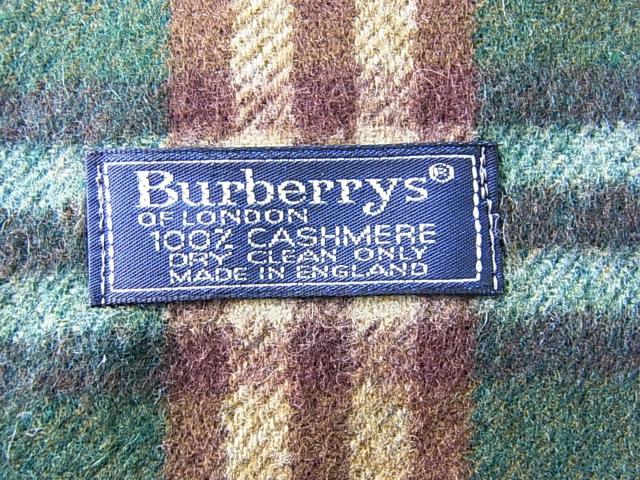 Burberrys®
OF LONDON
100% CASHMERE
DRY CLEAN ONLY
MADE IN ENGLAND